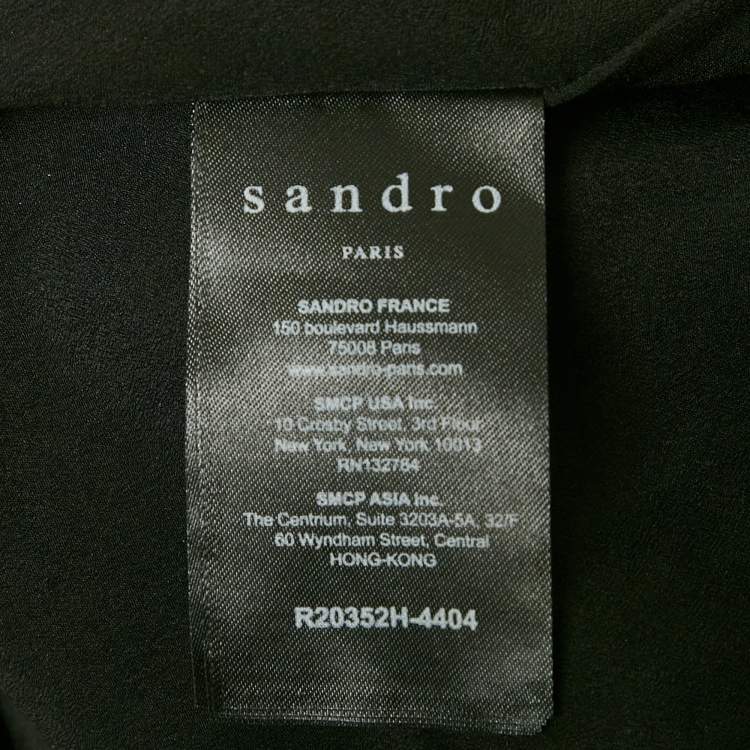 sandro
PARIS
SANDRO FRANCE
150 boulevard Haussmann
75008 Paris
www.sandro-paris.com
SMCP USA Inc.
10 Crosby Street, 3rd Floor
New York, New York 10013
RN132784
SMCP ASIA Inc.
The Centrium, Suite 3203A-5A, 32/F
60 Wyndham Street, Central
HONG-KONG
R20352H-4404